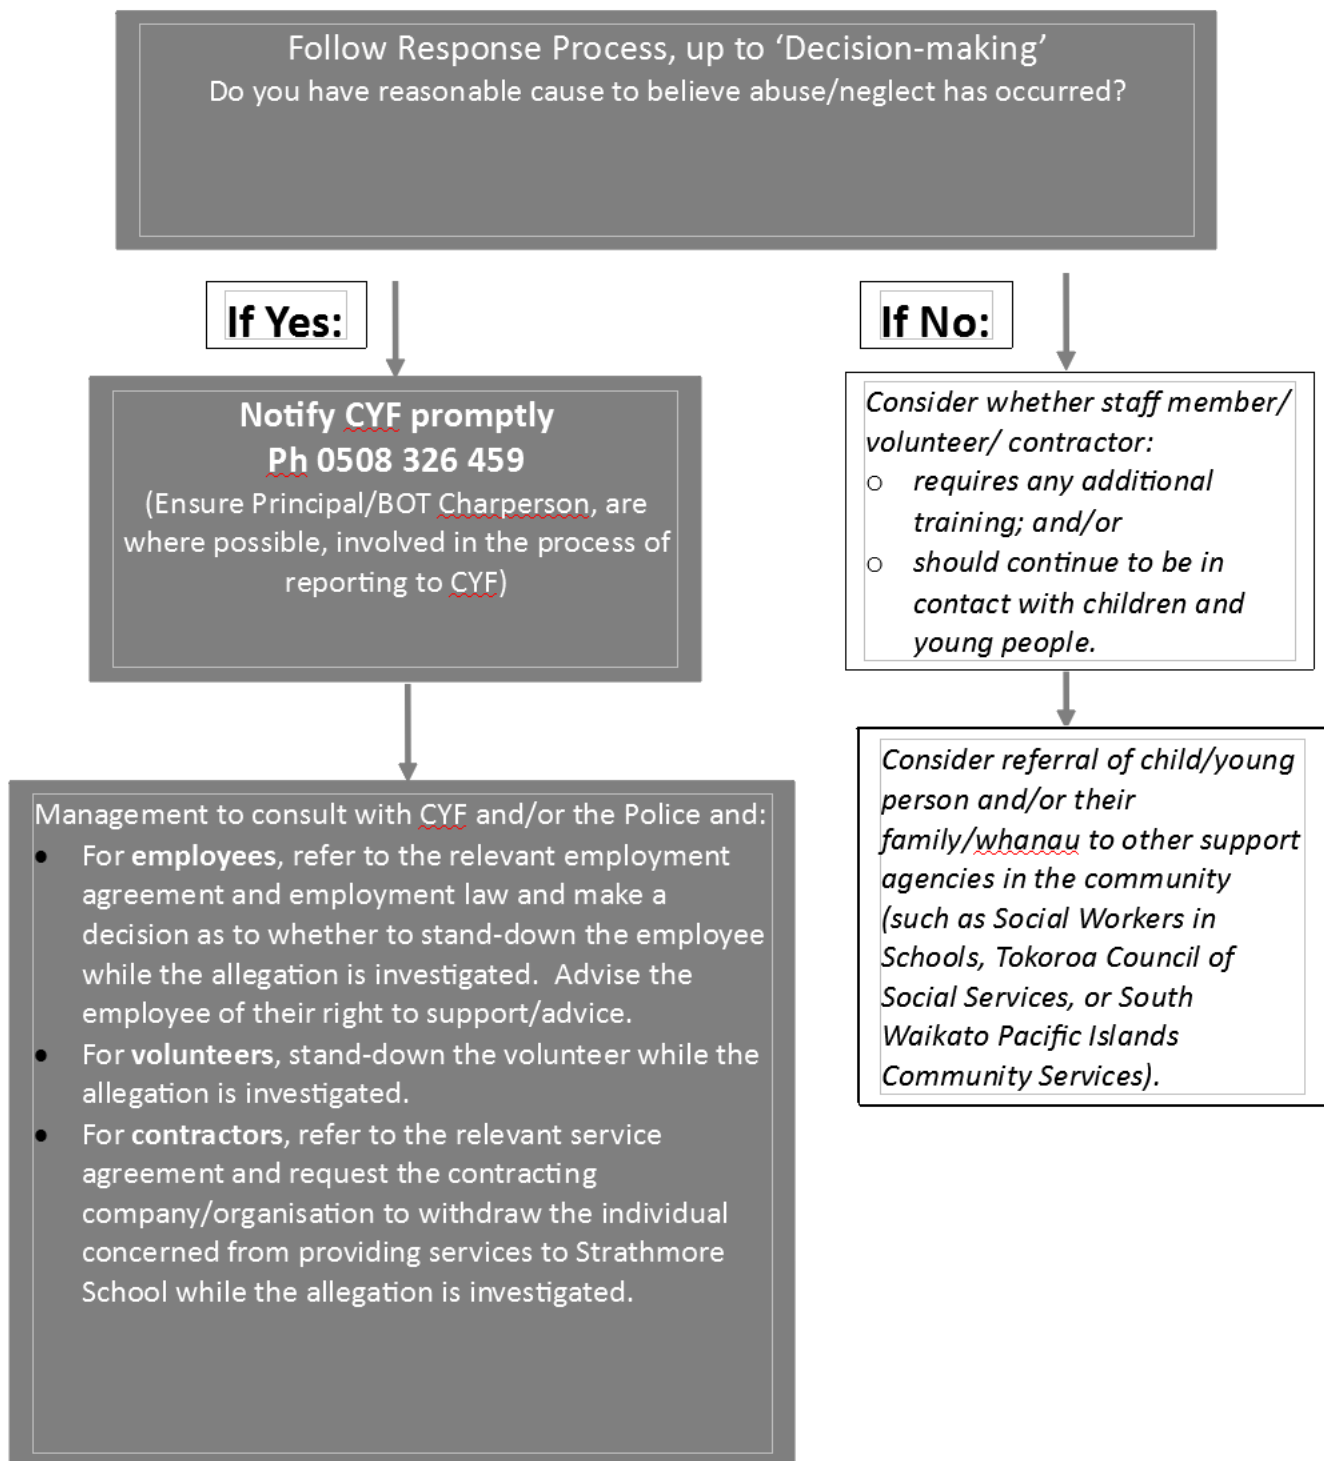 Follow Response Process, up to ‘Decision-making’
Do you have reasonable cause to believe abuse/neglect has occurred?
If Yes:
Notify CYF promptly
Ph 0508 326 459
(Ensure Principal/BOT Charperson, are
where possible, involved in the process of
reporting to CYF)
Management to consult with CYF and/or the Police and:
• For employees, refer to the relevant employment
agreement and employment law and make a
decision as to whether to stand-down the employee
while the allegation is investigated.  Advise the
employee of their right to support/advice.
• For volunteers, stand-down the volunteer while the
allegation is investigated.
• For contractors, refer to the relevant service
agreement and request the contracting
company/organisation to withdraw the individual
concerned from providing services to Strathmore
School while the allegation is investigated.
If No:
Consider whether staff member/
volunteer/ contractor:
o requires any additional
training; and/or
o should continue to be in
contact with children and
young people.
Consider referral of child/young
person and/or their
family/whanau to other support
agencies in the community
(such as Social Workers in
Schools, Tokoroa Council of
Social Services, or South
Waikato Pacific Islands
Community Services).